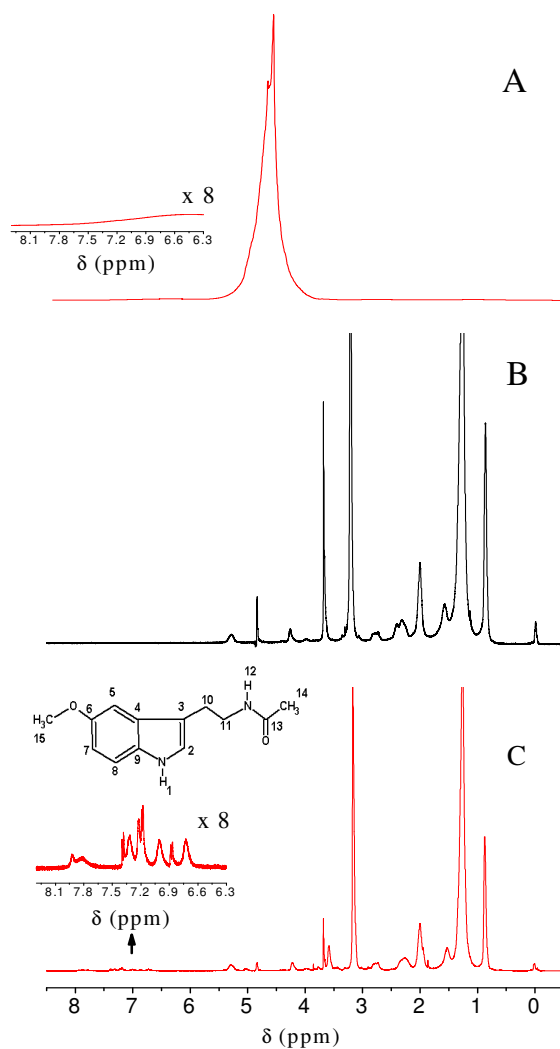 A
x 8
8.1 7.8 7.5 7.2 6.9 6.6 6.3
δ (ppm)
B
12
H
5 4 3 10 N 14
O 6 11 13 CH3
CH3 15 7 9 2 O
8 N
H
1
C
x 8
8.1 7.8 7.5 7.2 6.9 6.6 6.3
δ (ppm)
8 7 6 5 4 3 2 1 0
δ (ppm)